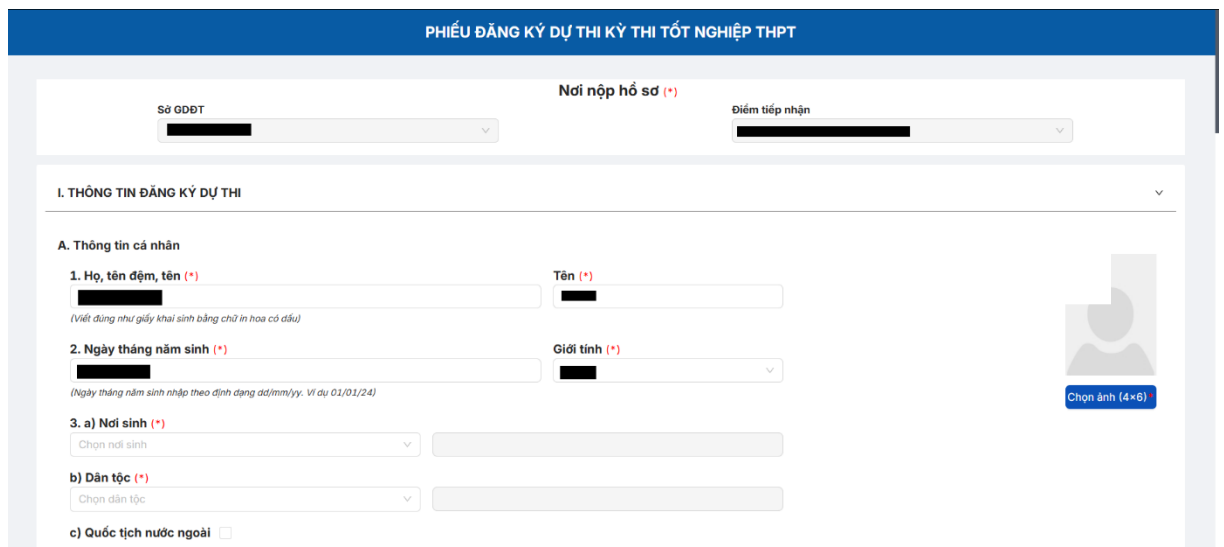 PHIẾU ĐĂNG KÝ DỰ THI KỲ THI TỐT NGHIỆP THPT
Nơi nộp hồ sơ (*)
Sở GDĐT
Điểm tiếp nhận
I. THÔNG TIN ĐĂNG KÝ DỰ THI
A. Thông tin cá nhân
1. Họ, tên đệm, tên (*)
Tên (*)
(Viết đúng như giấy khai sinh bằng chữ in hoa có dấu)
2. Ngày tháng năm sinh (*)
Giới tính (*)
(Ngày tháng năm sinh nhập theo định dạng dd/mm/yy. Ví dụ 01/01/24)
Chọn ảnh (4×6)*
3. a) Nơi sinh (*)
Chọn nơi sinh
b) Dân tộc (*)
Chọn dân tộc
c) Quốc tịch nước ngoài